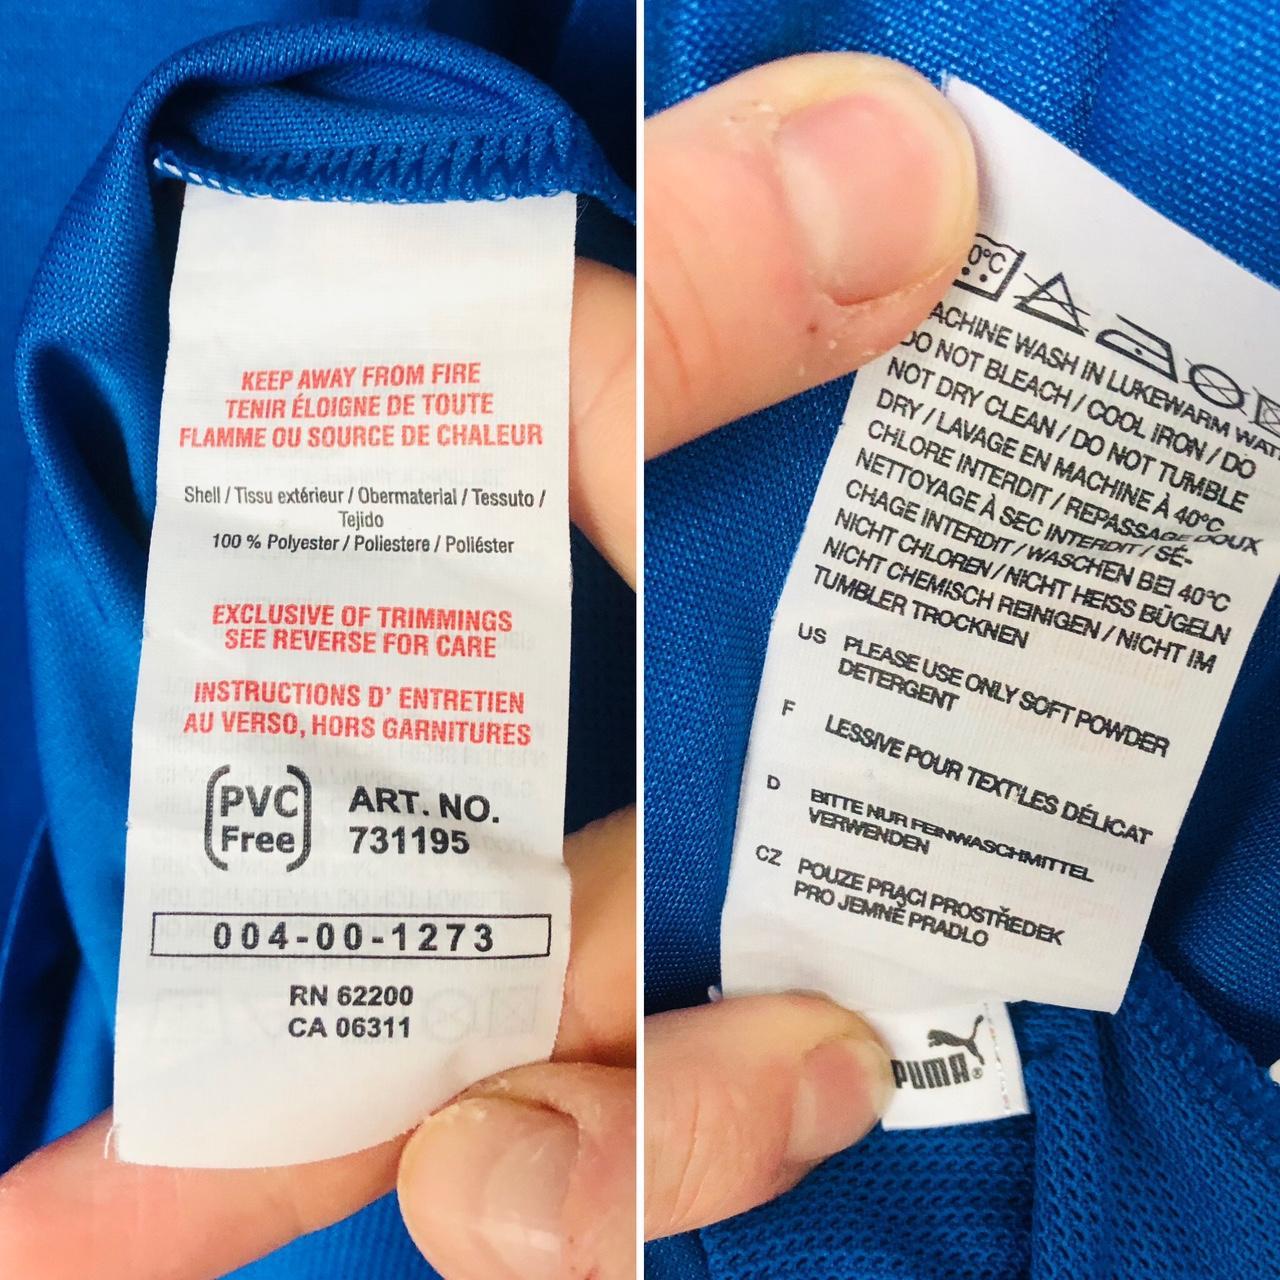 KEEP AWAY FROM FIRE
TENIR ÉLOIGNE DE TOUTE
FLAMME OU SOURCE DE CHALEUR
Shell / Tissu extérieur / Obermaterial / Tessuto /
Tejido
100 % Polyester / Poliestere / Poliéster
EXCLUSIVE OF TRIMMINGS
SEE REVERSE FOR CARE
INSTRUCTIONS D' ENTRETIEN
AU VERSO, HORS GARNITURES
PVC
Free
ART. NO.
731195
004-00-1273
RN 62200
CA 06311
0°C
ACHINE WASH IN LUKEWARM WAT
DO NOT BLEACH / COOL IRON / DO
NOT DRY CLEAN / DO NOT TUMBLE
DRY / LAVAGE EN MACHINE À 40°C
CHLORE INTERDIT / REPASSAGE DOUX
NETTOYAGE À SEC INTERDIT / SÉ-
CHAGE INTERDIT / WASCHEN BEI 40°C
NICHT CHLOREN / NICHT HEISS BÜGELN
NICHT CHEMISCH REINIGEN / NICHT IM
TUMBLER TROCKNEN
US PLEASE USE ONLY SOFT POWDER
DETERGENT
F LESSIVE POUR TEXTILES DÉLICAT
D BITTE NUR FEINWASCHMITTEL
VERWENDEN
CZ POUZE PRACI PROSTŘEDEK
PRO JEMNÉ PRADLO
PUMA®